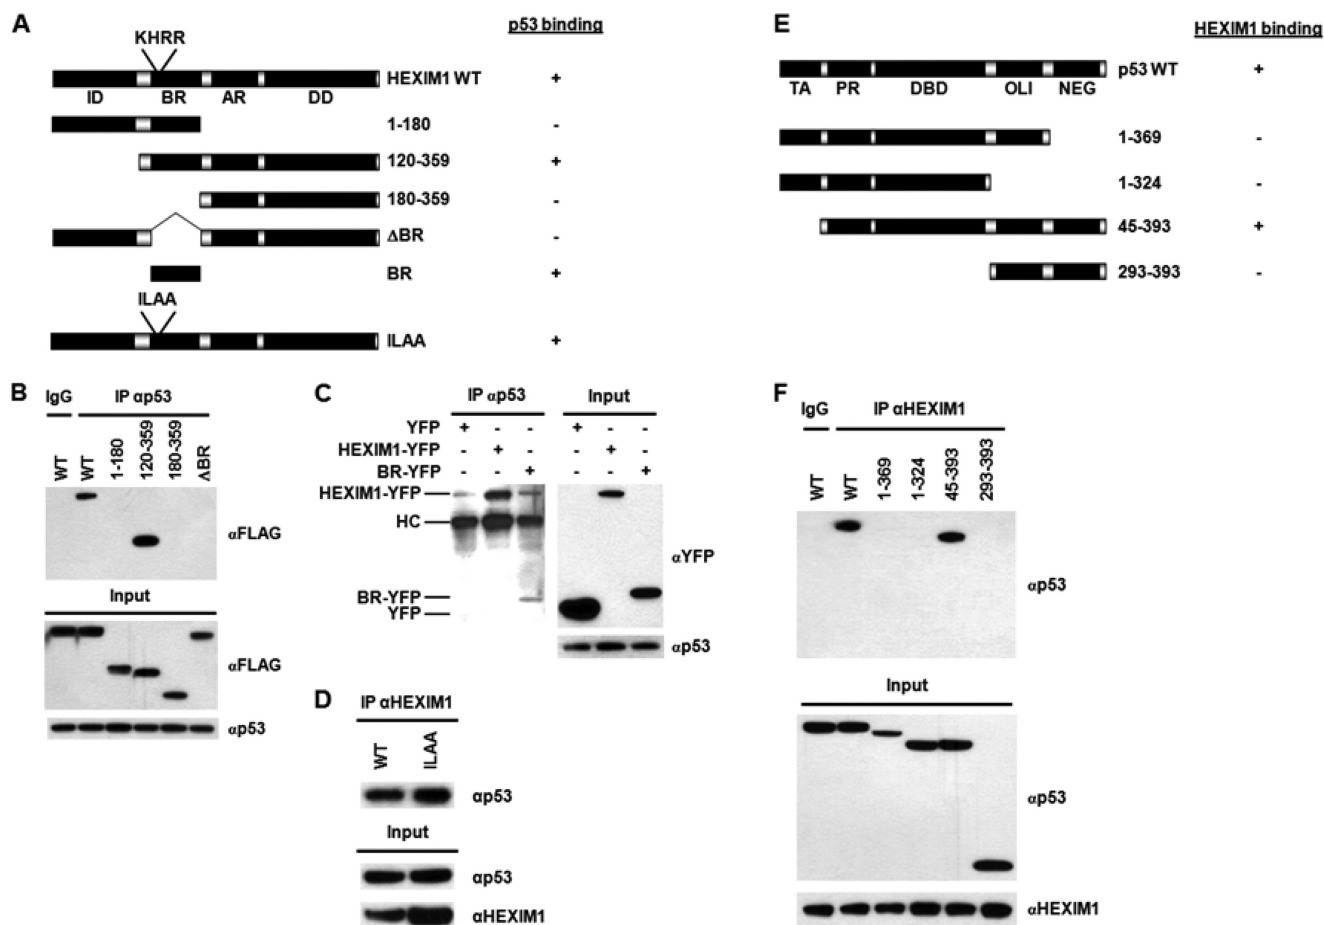 A
p53 binding
KHRR
HEXIM1 WT +
ID BR AR DD
1-180 -
120-359 +
180-359 -
ΔBR -
BR +
ILAA
ILAA +
E
HEXIM1 binding
p53 WT +
TA PR DBD OLI NEG
1-369 -
1-324 -
45-393 +
293-393 -
B
IgG IP αp53
WT WT 1-180 120-359 180-359 ΔBR
αFLAG
Input
αFLAG
αp53
C
IP αp53 Input
YFP + - - + - -
HEXIM1-YFP - + - - + -
BR-YFP - - + - - +
HEXIM1-YFP
HC
αYFP
BR-YFP
YFP
αp53
D
IP αHEXIM1
WT ILAA
αp53
Input
αp53
αHEXIM1
F
IgG IP αHEXIM1
WT WT 1-369 1-324 45-393 293-393
αp53
Input
αp53
αHEXIM1